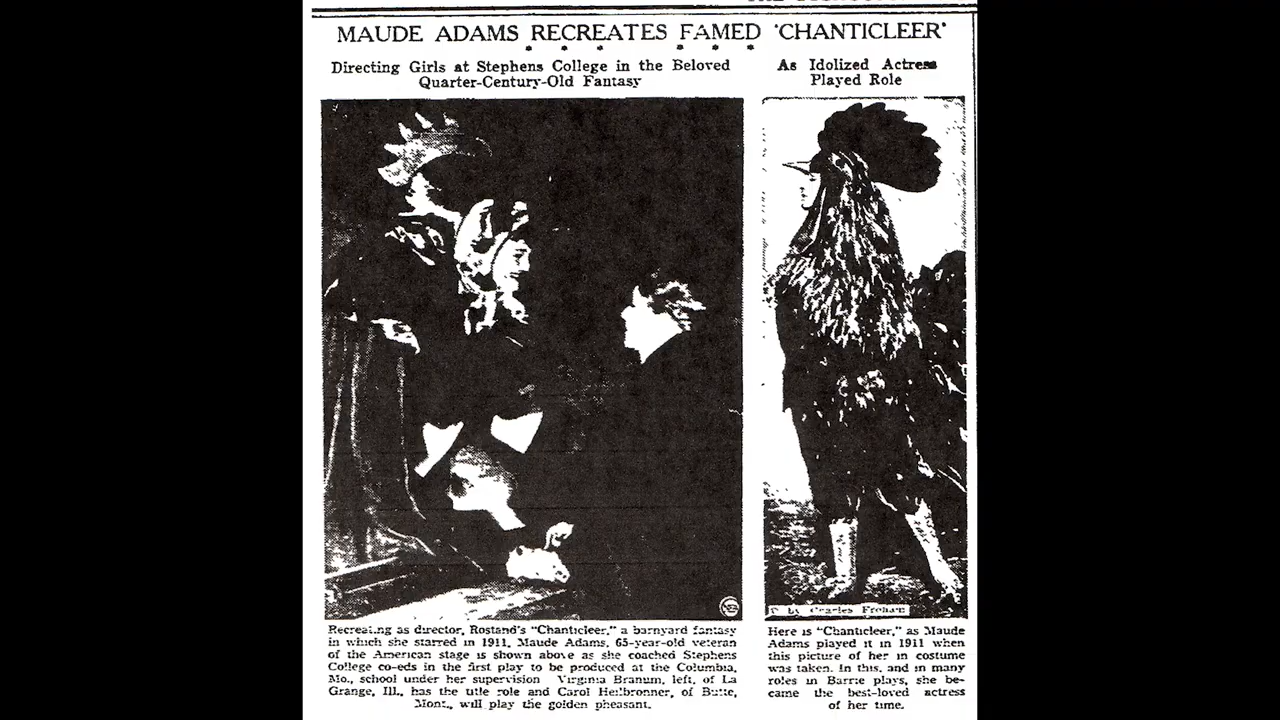 MAUDE ADAMS RECREATES FAMED 'CHANTICLEER'
Directing Girls at Stephens College in the Beloved
Quarter-Century-Old Fantasy
As Idolized Actress
Played Role
by Charles Frohman
Recreating as director, Rostand's "Chanticleer," a barnyard fantasy
in which she starred in 1911, Maude Adams, 65-year-old veteran
of the American stage is shown above as she coached Stephens
College co-eds in the first play to be produced at the Columbia,
Mo., school under her supervision Virginia Branum, left, of La
Grange, Ill., has the title role and Carol Heilbronner, of Butte,
Mont., will play the golden pheasant.
Here is "Chanticleer," as Maude
Adams played it in 1911 when
this picture of her in costume
was taken. In this, and in many
roles in Barrie plays, she be-
came the best-loved actress
of her time.